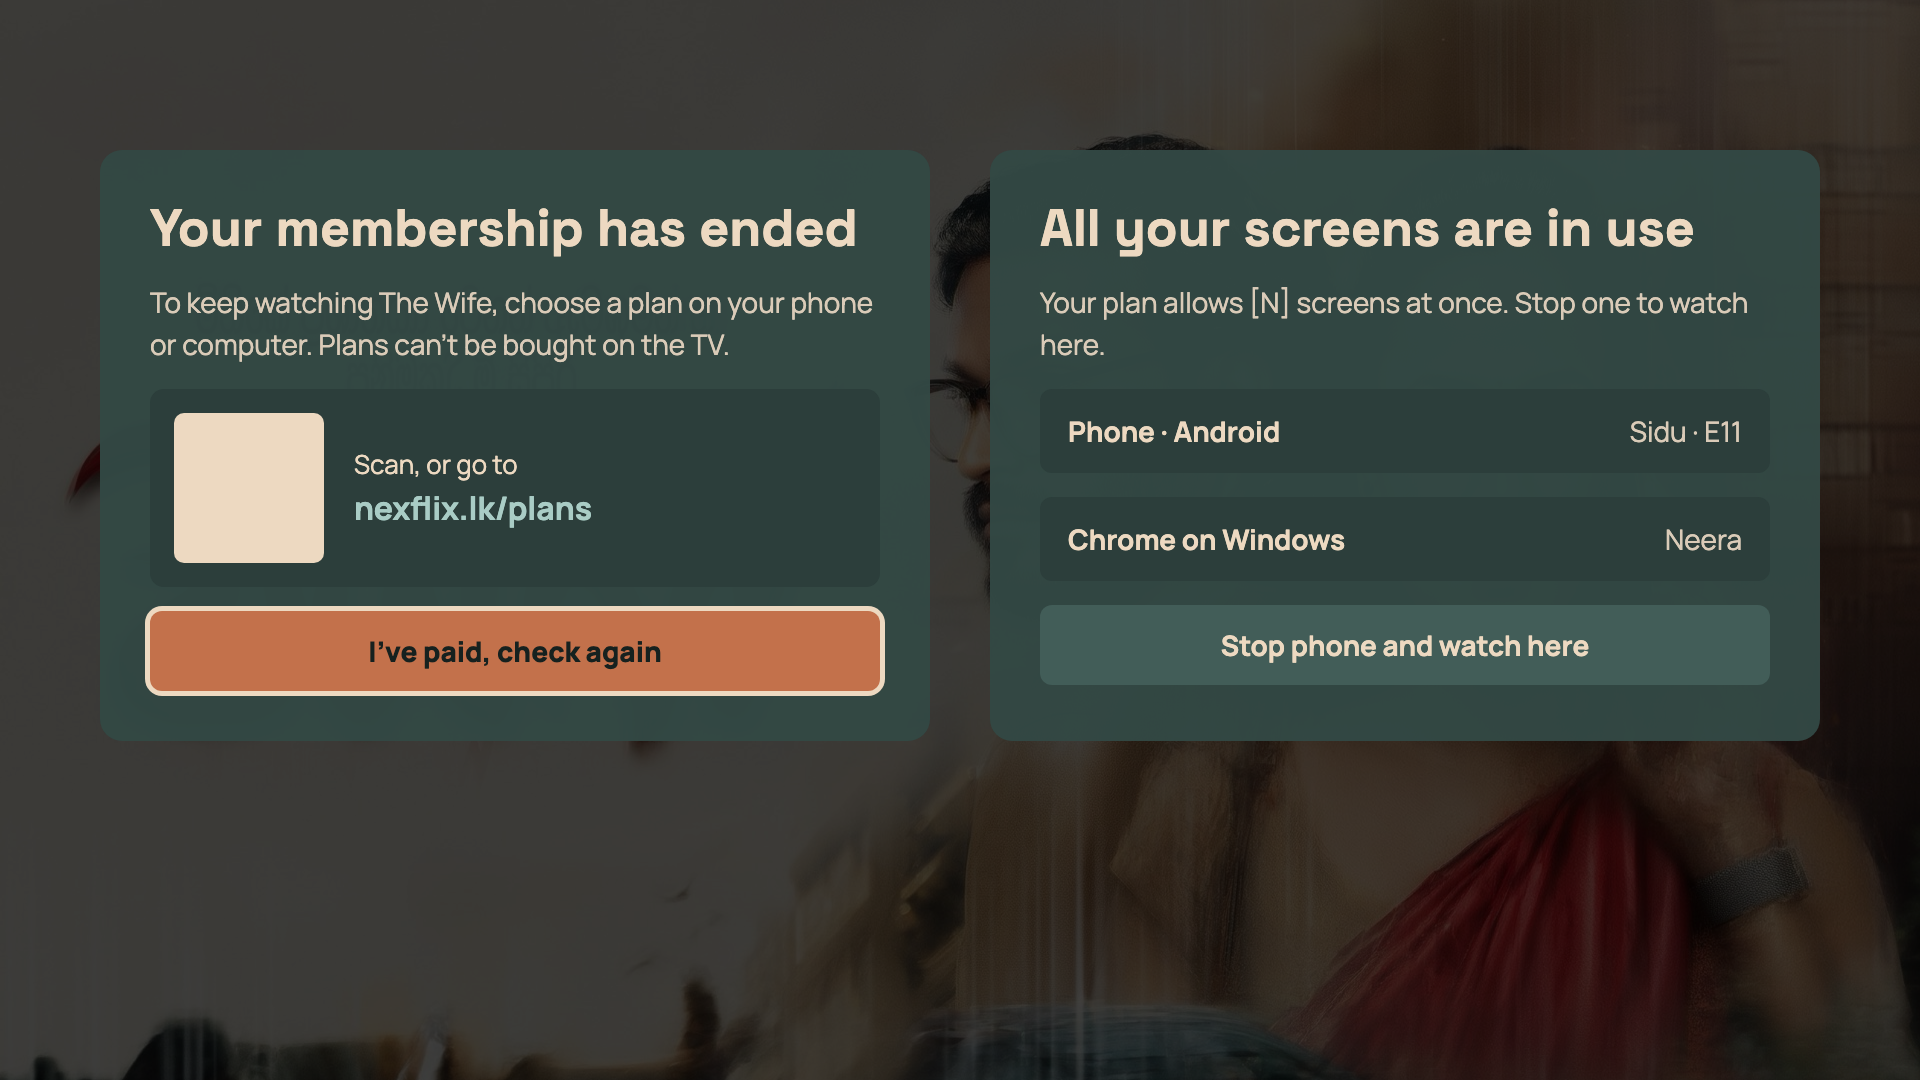 Your membership has ended
To keep watching The Wife, choose a plan on your phone
or computer. Plans can’t be bought on the TV.
Scan, or go to
nexflix.lk/plans
I’ve paid, check again
All your screens are in use
Your plan allows [N] screens at once. Stop one to watch
here.
Phone · Android
Sidu · E11
Chrome on Windows
Neera
Stop phone and watch here